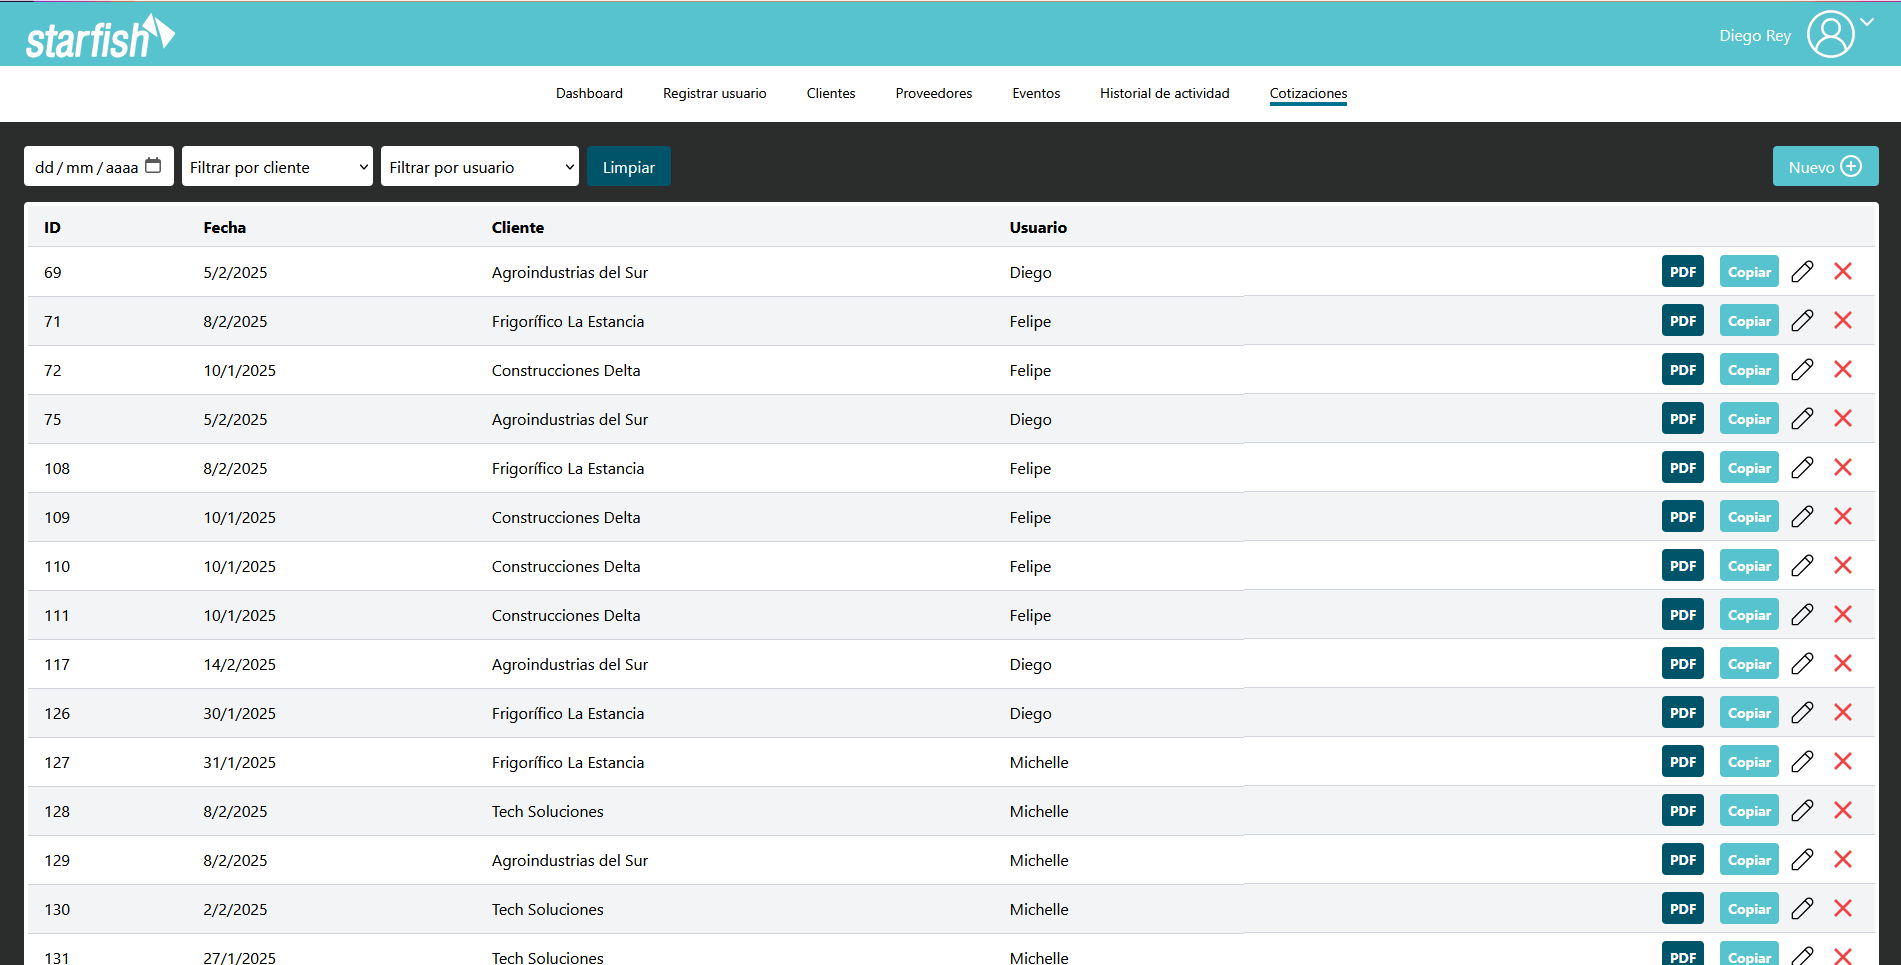 starfish
Diego Rey
Dashboard Registrar usuario Clientes Proveedores Eventos Historial de actividad Cotizaciones
dd/mm/aaaa Filtrar por cliente Filtrar por usuario Limpiar Nuevo
ID Fecha Cliente Usuario
69 5/2/2025 Agroindustrias del Sur Diego PDF Copiar
71 8/2/2025 Frigorífico La Estancia Felipe PDF Copiar
72 10/1/2025 Construcciones Delta Felipe PDF Copiar
75 5/2/2025 Agroindustrias del Sur Diego PDF Copiar
108 8/2/2025 Frigorífico La Estancia Felipe PDF Copiar
109 10/1/2025 Construcciones Delta Felipe PDF Copiar
110 10/1/2025 Construcciones Delta Felipe PDF Copiar
111 10/1/2025 Construcciones Delta Felipe PDF Copiar
117 14/2/2025 Agroindustrias del Sur Diego PDF Copiar
126 30/1/2025 Frigorífico La Estancia Diego PDF Copiar
127 31/1/2025 Frigorífico La Estancia Michelle PDF Copiar
128 8/2/2025 Tech Soluciones Michelle PDF Copiar
129 8/2/2025 Agroindustrias del Sur Michelle PDF Copiar
130 2/2/2025 Tech Soluciones Michelle PDF Copiar
131 27/1/2025 Tech Soluciones Michelle PDF Copiar